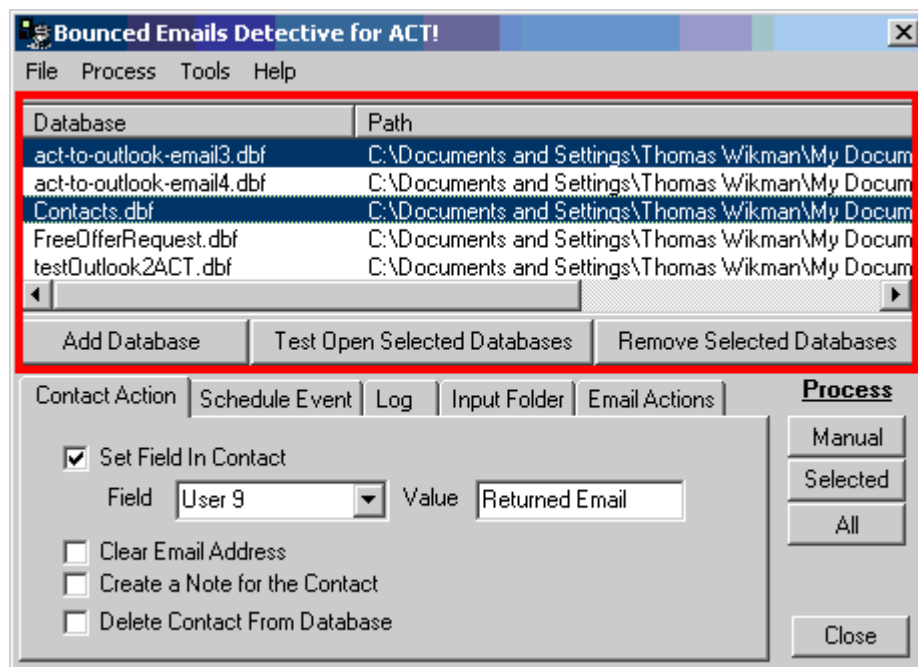 Bounced Emails Detective for ACT!
File Process Tools Help
Database Path
act-to-outlook-email3.dbf C:\Documents and Settings\Thomas Wikman\My Docum
act-to-outlook-email4.dbf C:\Documents and Settings\Thomas Wikman\My Docum
Contacts.dbf C:\Documents and Settings\Thomas Wikman\My Docum
FreeOfferRequest.dbf C:\Documents and Settings\Thomas Wikman\My Docum
testOutlook2ACT.dbf C:\Documents and Settings\Thomas Wikman\My Docum
Add Database Test Open Selected Databases Remove Selected Databases
Contact Action Schedule Event Log Input Folder Email Actions
Set Field In Contact
Field User 9 Value Returned Email
Clear Email Address
Create a Note for the Contact
Delete Contact From Database
Process
Manual
Selected
All
Close